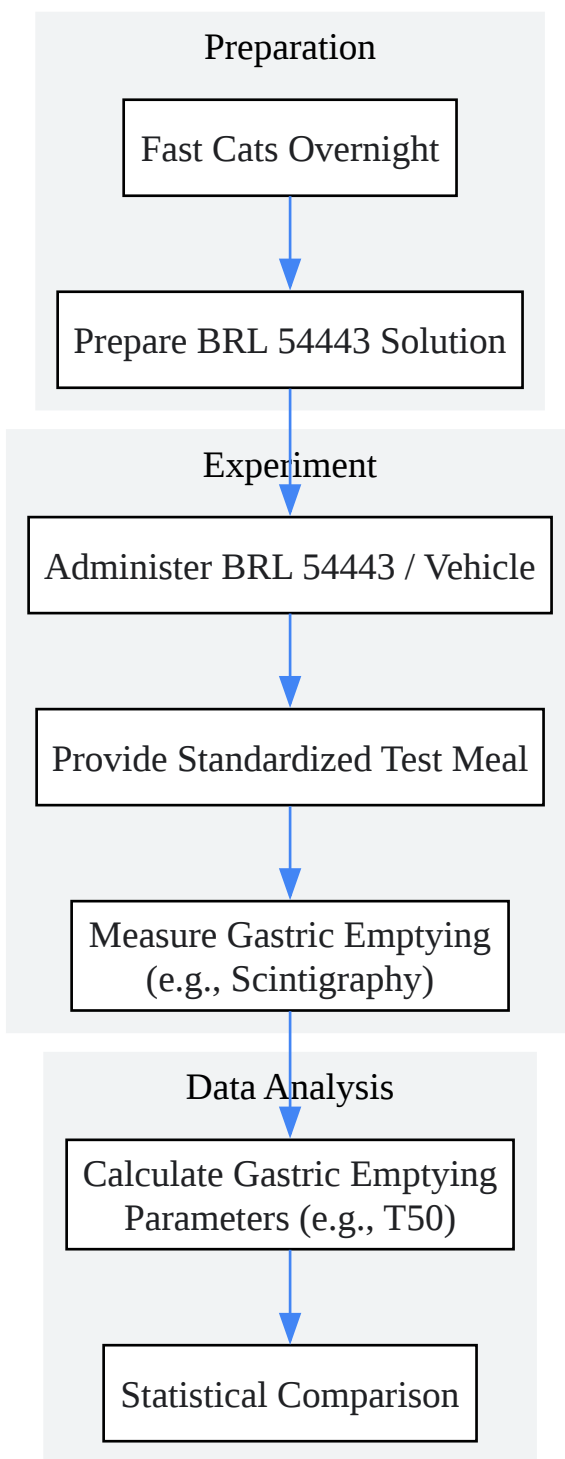 Preparation
Fast Cats Overnight
Prepare BRL 54443 Solution
Experiment
Administer BRL 54443 / Vehicle
Provide Standardized Test Meal
Measure Gastric Emptying
(e.g., Scintigraphy)
Data Analysis
Calculate Gastric Emptying
Parameters (e.g., T50)
Statistical Comparison